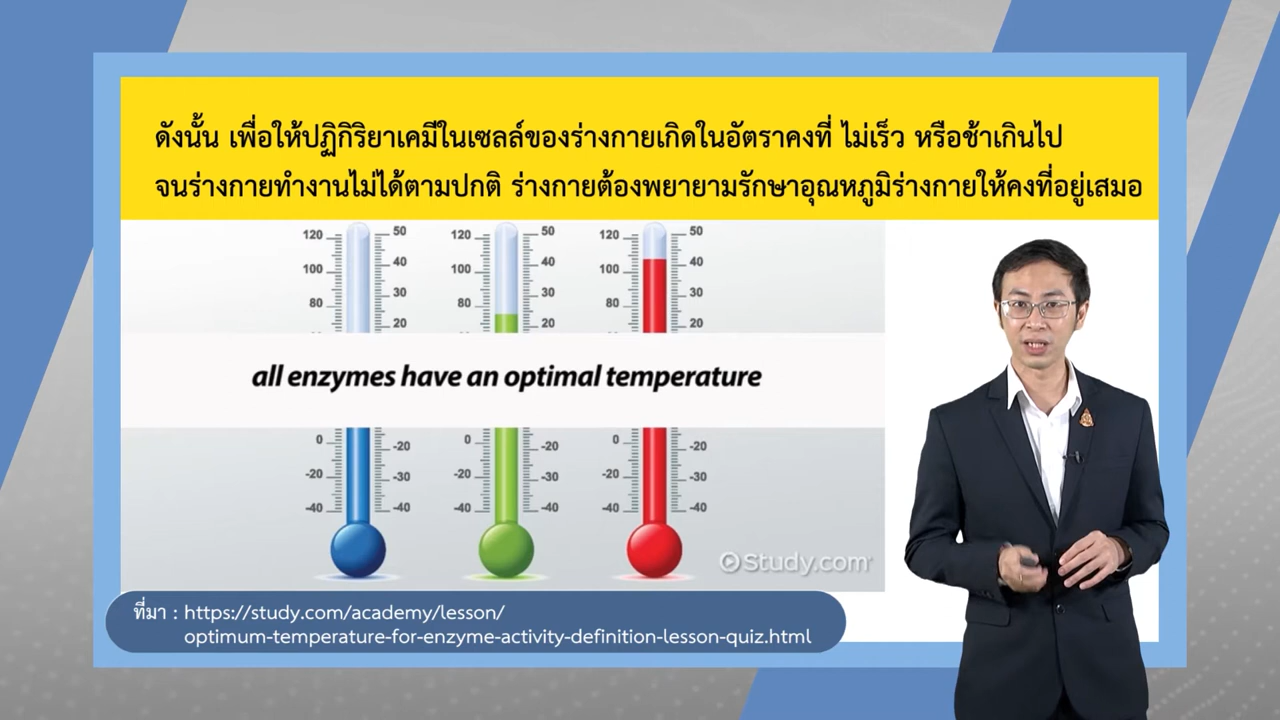 ดังนั้น เพื่อให้ปฏิกิริยาเคมีในเซลล์ของร่างกายเกิดในอัตราคงที่ ไม่เร็ว หรือช้าเกินไป
จนร่างกายทำงานไม่ได้ตามปกติ ร่างกายต้องพยายามรักษาอุณหภูมิร่างกายให้คงที่อยู่เสมอ
120 50 120 50 120 50
100 40 100 40 100 40
80 30 80 30 80 30
20 20 20
all enzymes have an optimal temperature
0 -20 0 -20 0 -20
-20 -30 -20 -30 -20 -30
-40 -40 -40 -40 -40 -40
Study.com
ที่มา : https://study.com/academy/lesson/
optimum-temperature-for-enzyme-activity-definition-lesson-quiz.html